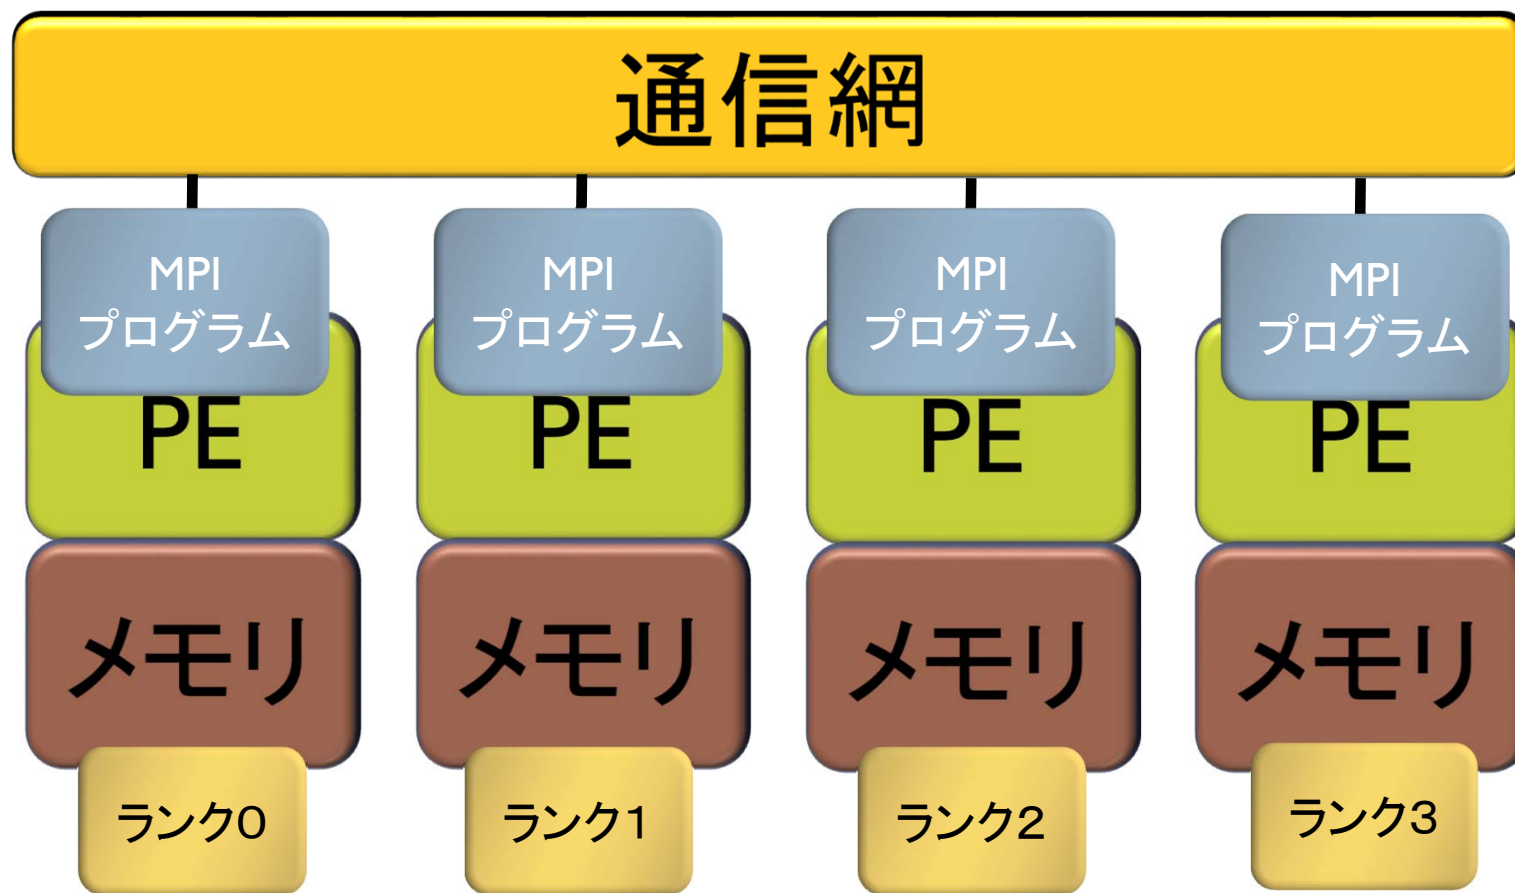 通信網
MPI
プログラム
MPI
プログラム
MPI
プログラム
MPI
プログラム
PE
PE
PE
PE
メモリ
メモリ
メモリ
メモリ
ランク0
ランク1
ランク2
ランク3